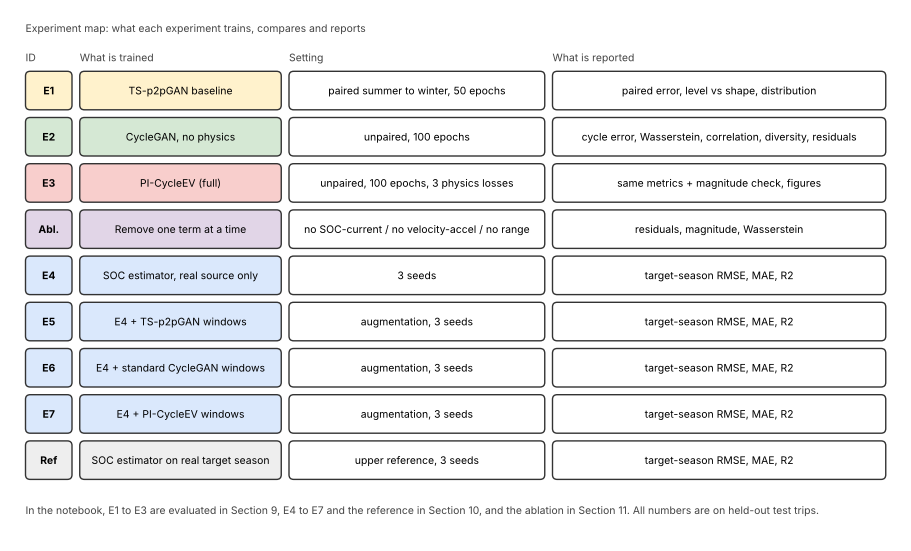 Experiment map: what each experiment trains, compares and reports
ID What is trained Setting What is reported
E1 TS-p2pGAN baseline paired summer to winter, 50 epochs paired error, level vs shape, distribution
E2 CycleGAN, no physics unpaired, 100 epochs cycle error, Wasserstein, correlation, diversity, residuals
E3 PI-CycleEV (full) unpaired, 100 epochs, 3 physics losses same metrics + magnitude check, figures
Abl. Remove one term at a time no SOC-current / no velocity-accel / no range residuals, magnitude, Wasserstein
E4 SOC estimator, real source only 3 seeds target-season RMSE, MAE, R2
E5 E4 + TS-p2pGAN windows augmentation, 3 seeds target-season RMSE, MAE, R2
E6 E4 + standard CycleGAN windows augmentation, 3 seeds target-season RMSE, MAE, R2
E7 E4 + PI-CycleEV windows augmentation, 3 seeds target-season RMSE, MAE, R2
Ref SOC estimator on real target season upper reference, 3 seeds target-season RMSE, MAE, R2
In the notebook, E1 to E3 are evaluated in Section 9, E4 to E7 and the reference in Section 10, and the ablation in Section 11. All numbers are on held-out test trips.